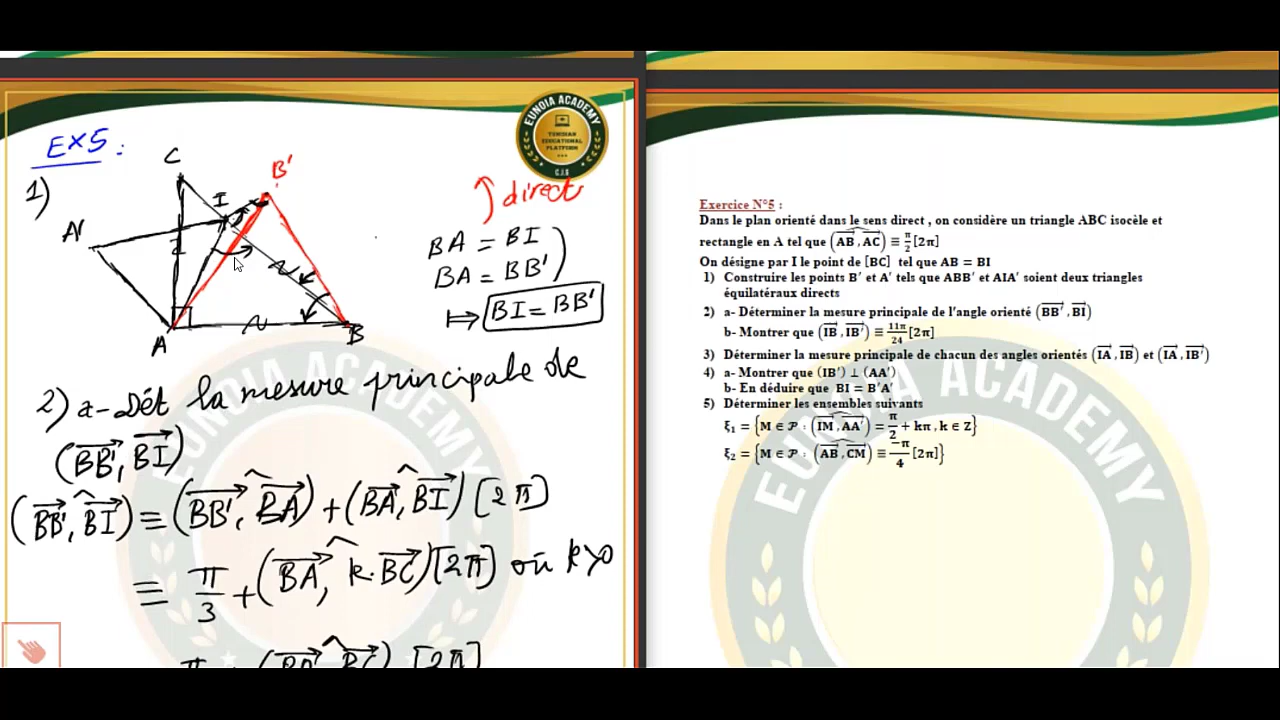 EX5 :
1)
C
B'
I
A'
A
B
direct
BA = BI
BA = BB'
⟹ BI = BB'
2) a- Dét la mesure principale de
(BB', BI)
(BB', BI) ≡ (BB', BA) + (BA, BI) [2π]
≡ π/3 + (BA, k.BC) [2π] où k>0
EUNOIA ACADEMY
TUNISIAN
EDUCATIONAL
PLATFORM
Exercice N°5 :
Dans le plan orienté dans le sens direct , on considère un triangle ABC isocèle et
rectangle en A tel que (AB , AC) ≡ π/2 [2π]
On désigne par I le point de [BC] tel que AB = BI
1) Construire les points B' et A' tels que ABB' et AIA' soient deux triangles
équilatéraux directs
2) a- Déterminer la mesure principale de l'angle orienté (BB' , BI)
b- Montrer que (IB , IB') ≡ 11π/24 [2π]
3) Déterminer la mesure principale de chacun des angles orientés (IA , IB) et (IA , IB')
4) a- Montrer que (IB') ⊥ (AA')
b- En déduire que BI = B'A'
5) Déterminer les ensembles suivants
ξ₁ = {M ∈ 𝒫 : (IM , AA') = π/2 + kπ , k ∈ Z}
ξ₂ = {M ∈ 𝒫 : (AB , CM) ≡ −π/4 [2π]}